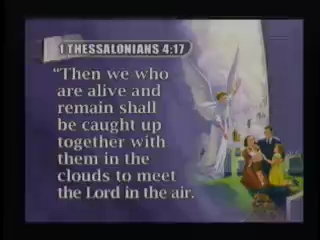 1 THESSALONIANS 4:17
"Then we who
are alive and
remain shall
be caught up
together with
them in the
clouds to meet
the Lord in the air.